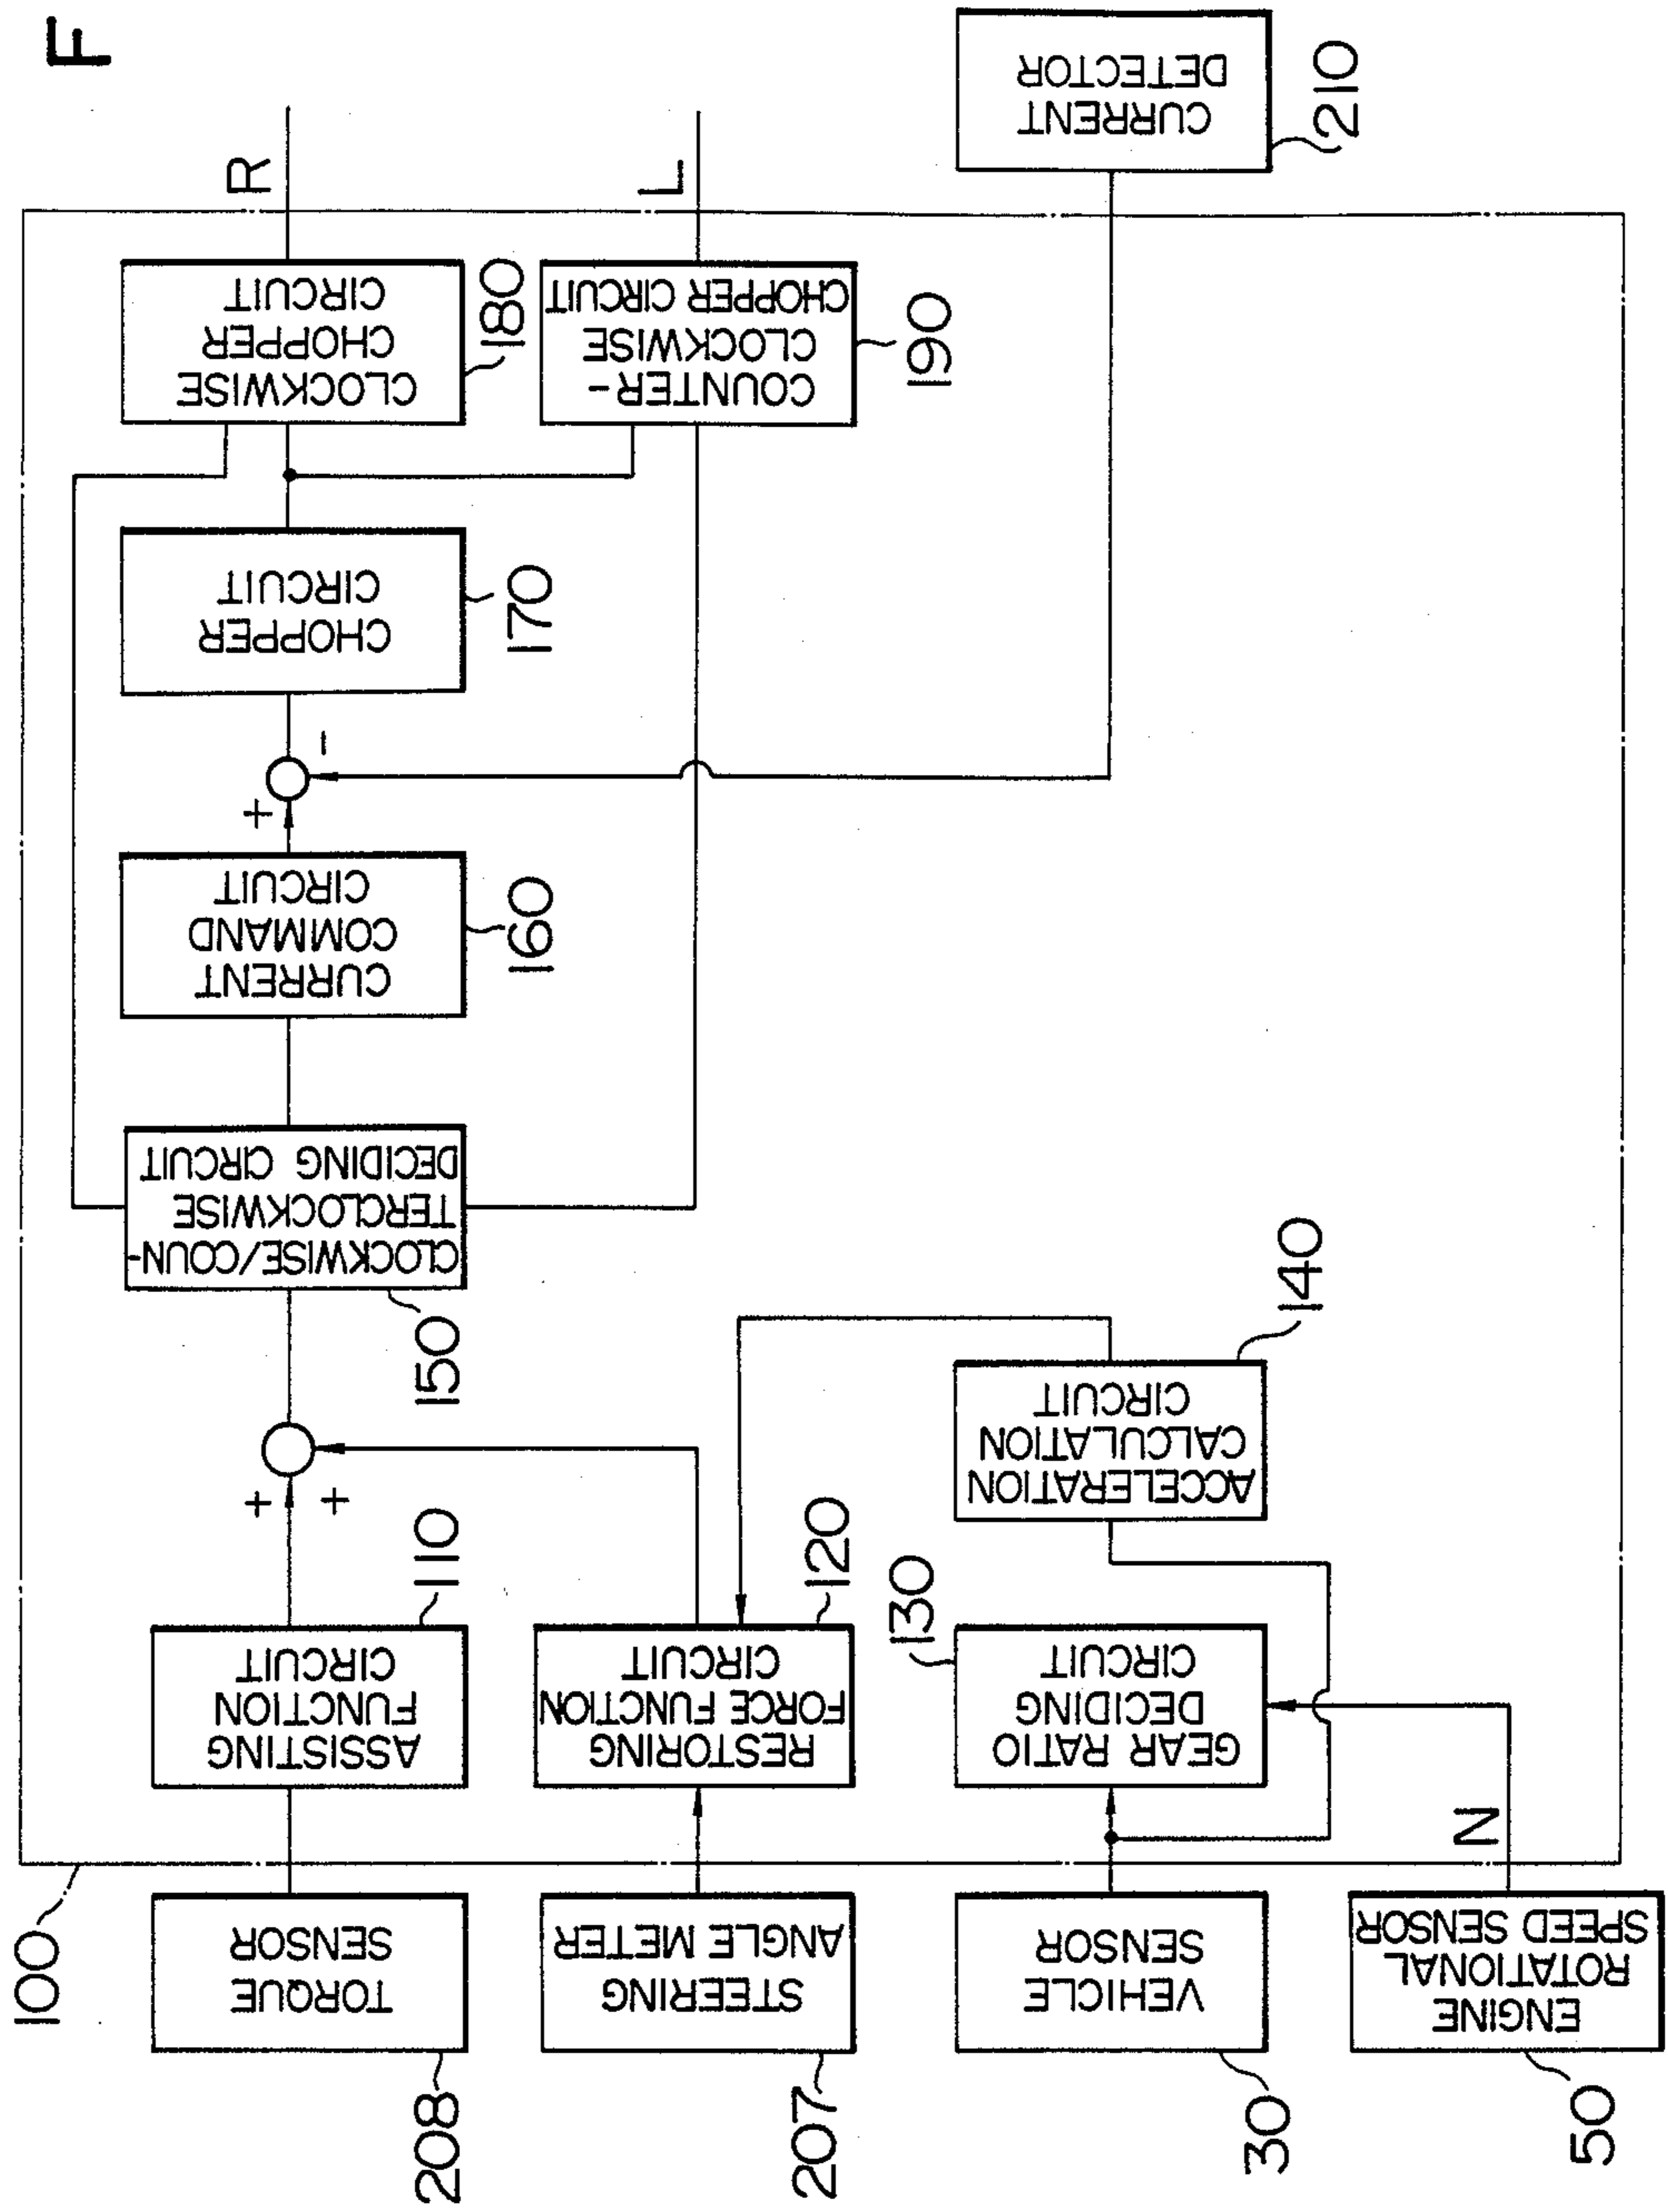 F
100
TORQUE
SENSOR
208
STEERING
ANGLE METER
207
VEHICLE
SENSOR
30
ENGINE
ROTATIONAL
SPEED SENSOR
50
N
ASSISTING
FUNCTION
CIRCUIT
110
RESTORING
FORCE FUNCTION
CIRCUIT
120
GEAR RATIO
DECIDING
CIRCUIT
130
ACCELERATION
CALCULATION
CIRCUIT
140
+
+
CLOCKWISE/COUN-
TERCLOCKWISE
DECIDING CIRCUIT
150
CURRENT
COMMAND
CIRCUIT
160
+
-
CHOPPER
CIRCUIT
170
CLOCKWISE
CHOPPER
CIRCUIT
180
COUNTER-
CLOCKWISE
CHOPPER CIRCUIT
190
R
L
CURRENT
DETECTOR
210